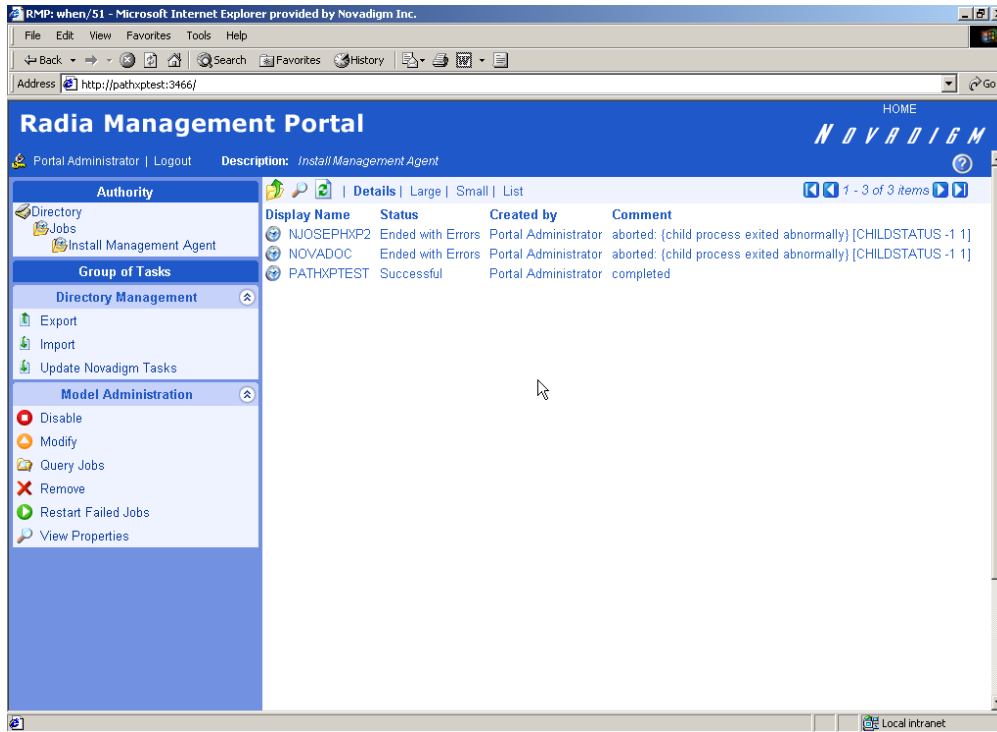 RMP: when/51 - Microsoft Internet Explorer provided by Novadigm Inc.
File Edit View Favorites Tools Help
Back Search Favorites History
Address http://pathxptest:3466/ Go
HOME
Radia Management Portal
NOVADIGM
Portal Administrator | Logout Description: Install Management Agent
Authority
Directory
Jobs
Install Management Agent
Group of Tasks
Directory Management
Export
Import
Update Novadigm Tasks
Model Administration
Disable
Modify
Query Jobs
Remove
Restart Failed Jobs
View Properties
| Details | Large | Small | List 1 - 3 of 3 items
Display Name Status Created by Comment
NJOSEPHXP2 Ended with Errors Portal Administrator aborted: {child process exited abnormally} [CHILDSTATUS -1 1]
NOVADOC Ended with Errors Portal Administrator aborted: {child process exited abnormally} [CHILDSTATUS -1 1]
PATHXPTEST Successful Portal Administrator completed
Local intranet